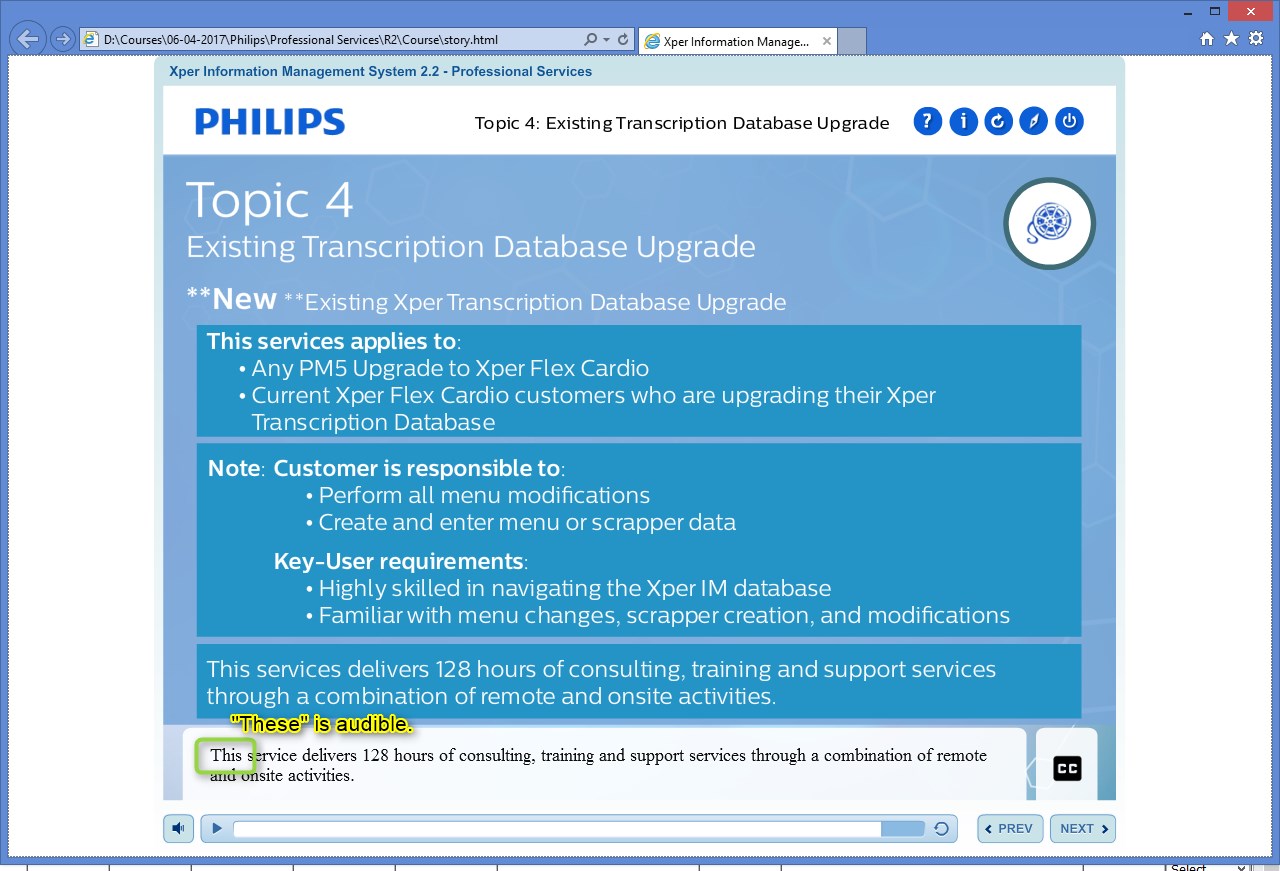 D:\Courses\06-04-2017\Philips\Professional Services\R2\Course\story.html
Xper Information Manage...
Xper Information Management System 2.2 - Professional Services
PHILIPS
Topic 4: Existing Transcription Database Upgrade
Topic 4
Existing Transcription Database Upgrade
**New **Existing Xper Transcription Database Upgrade
This services applies to:
• Any PM5 Upgrade to Xper Flex Cardio
• Current Xper Flex Cardio customers who are upgrading their Xper
Transcription Database
Note: Customer is responsible to:
• Perform all menu modifications
• Create and enter menu or scrapper data
Key-User requirements:
• Highly skilled in navigating the Xper IM database
• Familiar with menu changes, scrapper creation, and modifications
This services delivers 128 hours of consulting, training and support services
through a combination of remote and onsite activities.
"These" is audible.
This service delivers 128 hours of consulting, training and support services through a combination of remote
and onsite activities.
CC
PREV
NEXT
Select